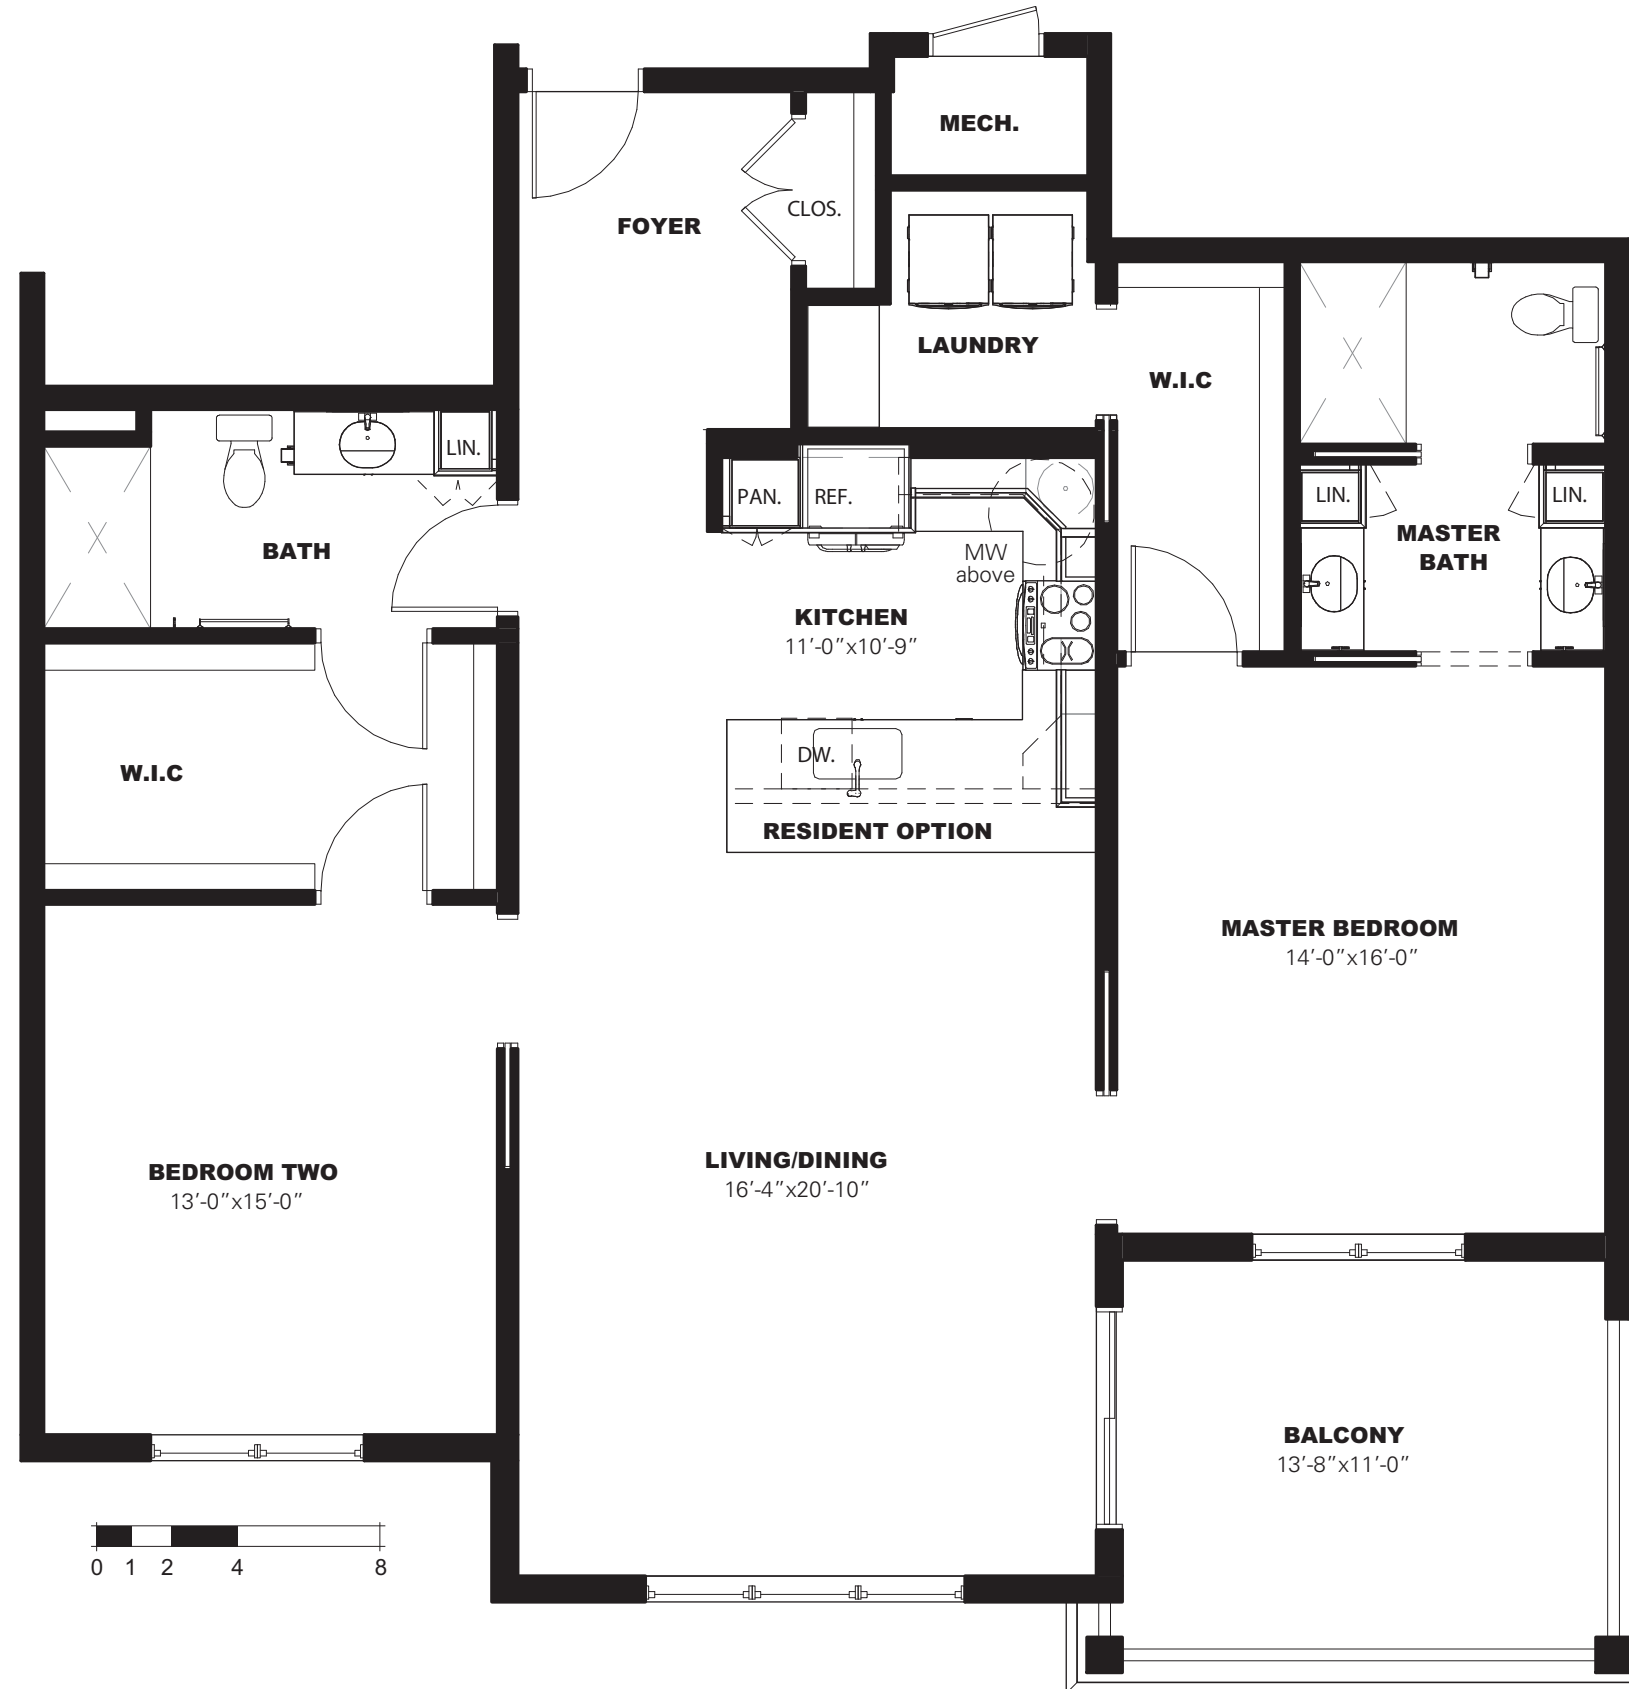 MECH.
CLOS.
FOYER
LAUNDRY
W.I.C
LIN.
PAN.
REF.
LIN.
LIN.
MASTER
BATH
BATH
MW
above
KITCHEN
11'-0"x10'-9"
DW.
W.I.C
RESIDENT OPTION
MASTER BEDROOM
14'-0"x16'-0"
BEDROOM TWO
13'-0"x15'-0"
LIVING/DINING
16'-4"x20'-10"
BALCONY
13'-8"x11'-0"
0 1 2 4 8